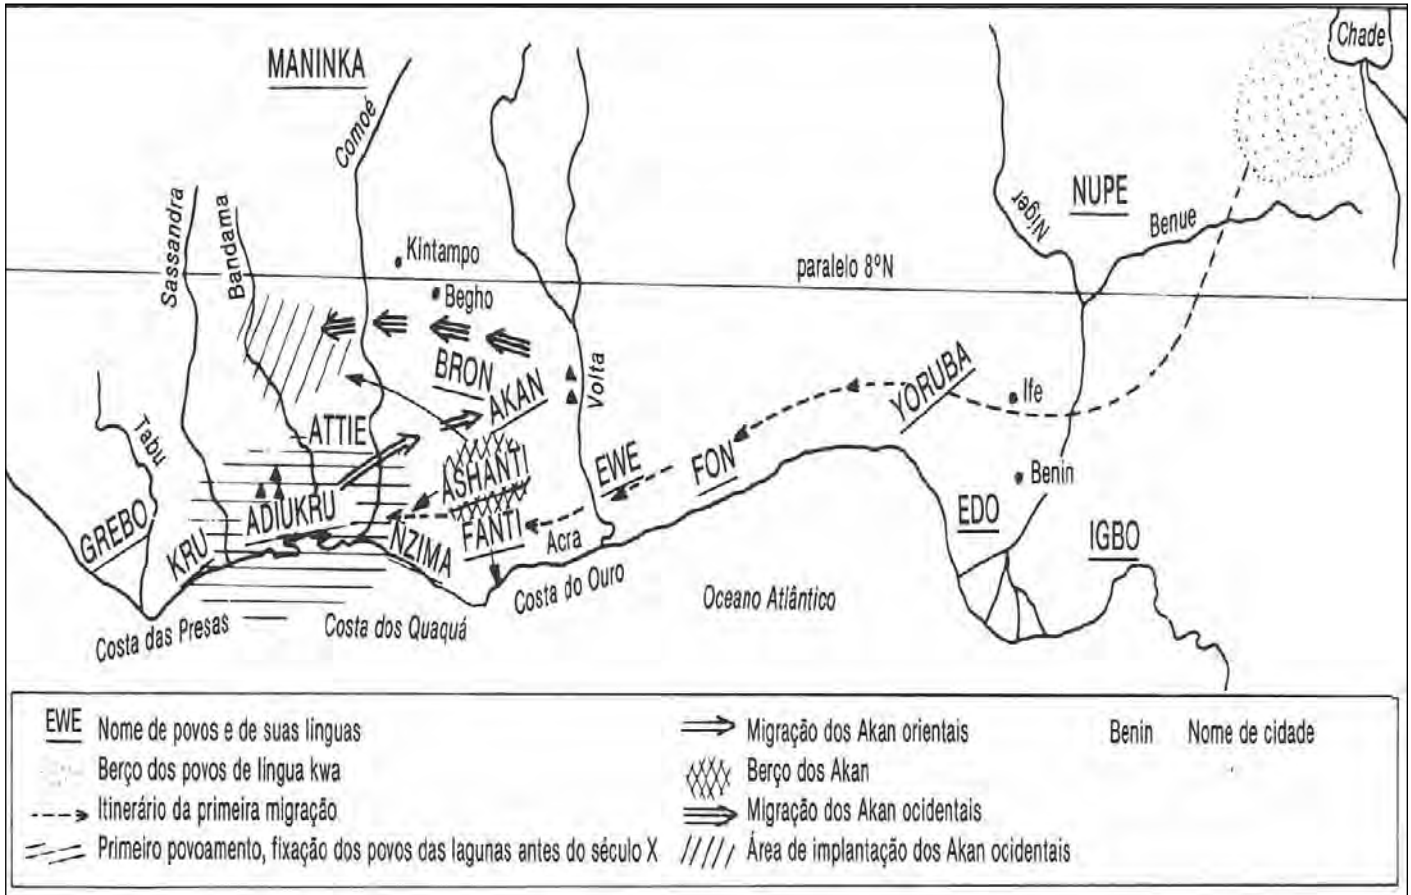 Chade
MANINKA
Comoé
Sassandra
Bandama
NUPE
Níger
Benue
Kintampo
paralelo 8ºN
Begho
BRON
AKAN
Volta
YORUBA
Ife
Tabu
ATTIE
ASHANTI
EWE
FON
Benin
GREBO
KRU
ADIUKRU
NZIMA
FANTI
Acra
EDO
IGBO
Costa do Ouro
Oceano Atlântico
Costa das Presas
Costa dos Quaquá
EWE Nome de povos e de suas línguas
Berço dos povos de língua kwa
Itinerário da primeira migração
Primeiro povoamento, fixação dos povos das lagunas antes do século X
Migração dos Akan orientais
Berço dos Akan
Migração dos Akan ocidentais
Área de implantação dos Akan ocidentais
Benin Nome de cidade